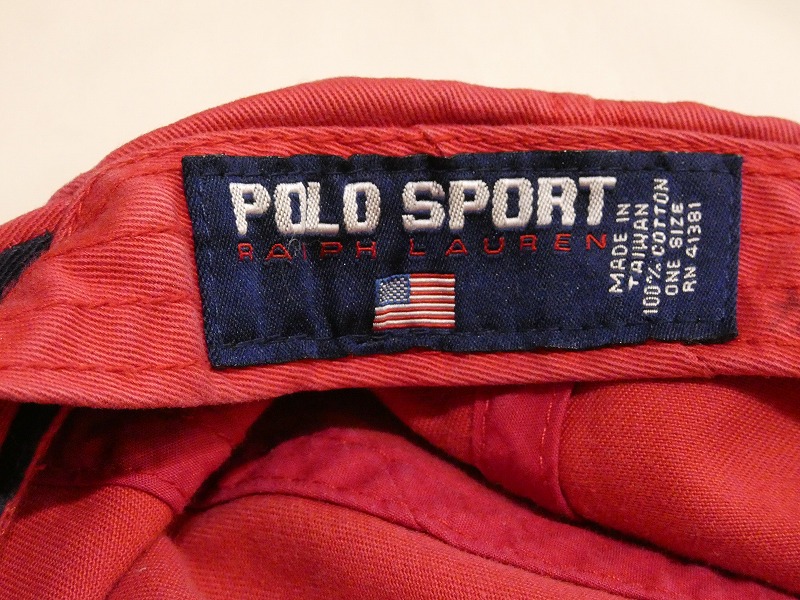 POLO SPORT
RALPH LAUREN
MADE IN
TAIWAN
100% COTTON
ONE SIZE
RN 41381